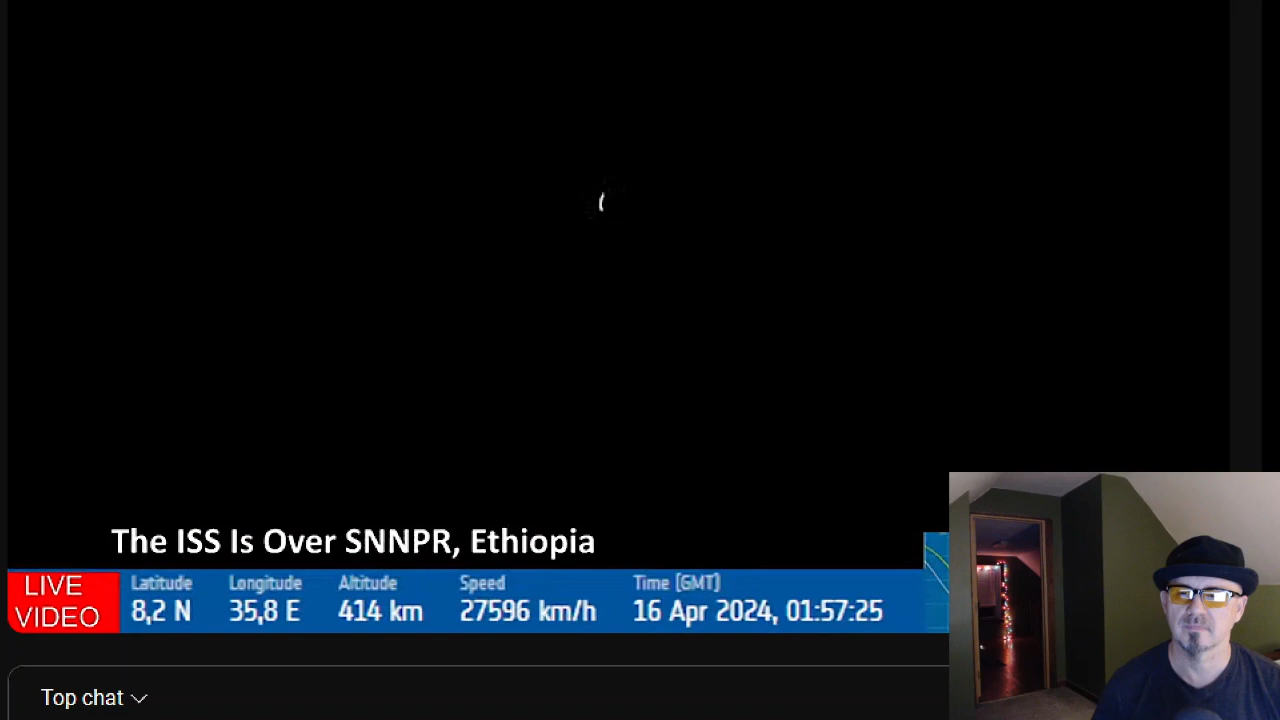 The ISS Is Over SNNPR, Ethiopia
LIVE VIDEO
Latitude
8,2 N
Longitude
35,8 E
Altitude
414 km
Speed
27596 km/h
Time [GMT]
16 Apr 2024, 01:57:25
Top chat